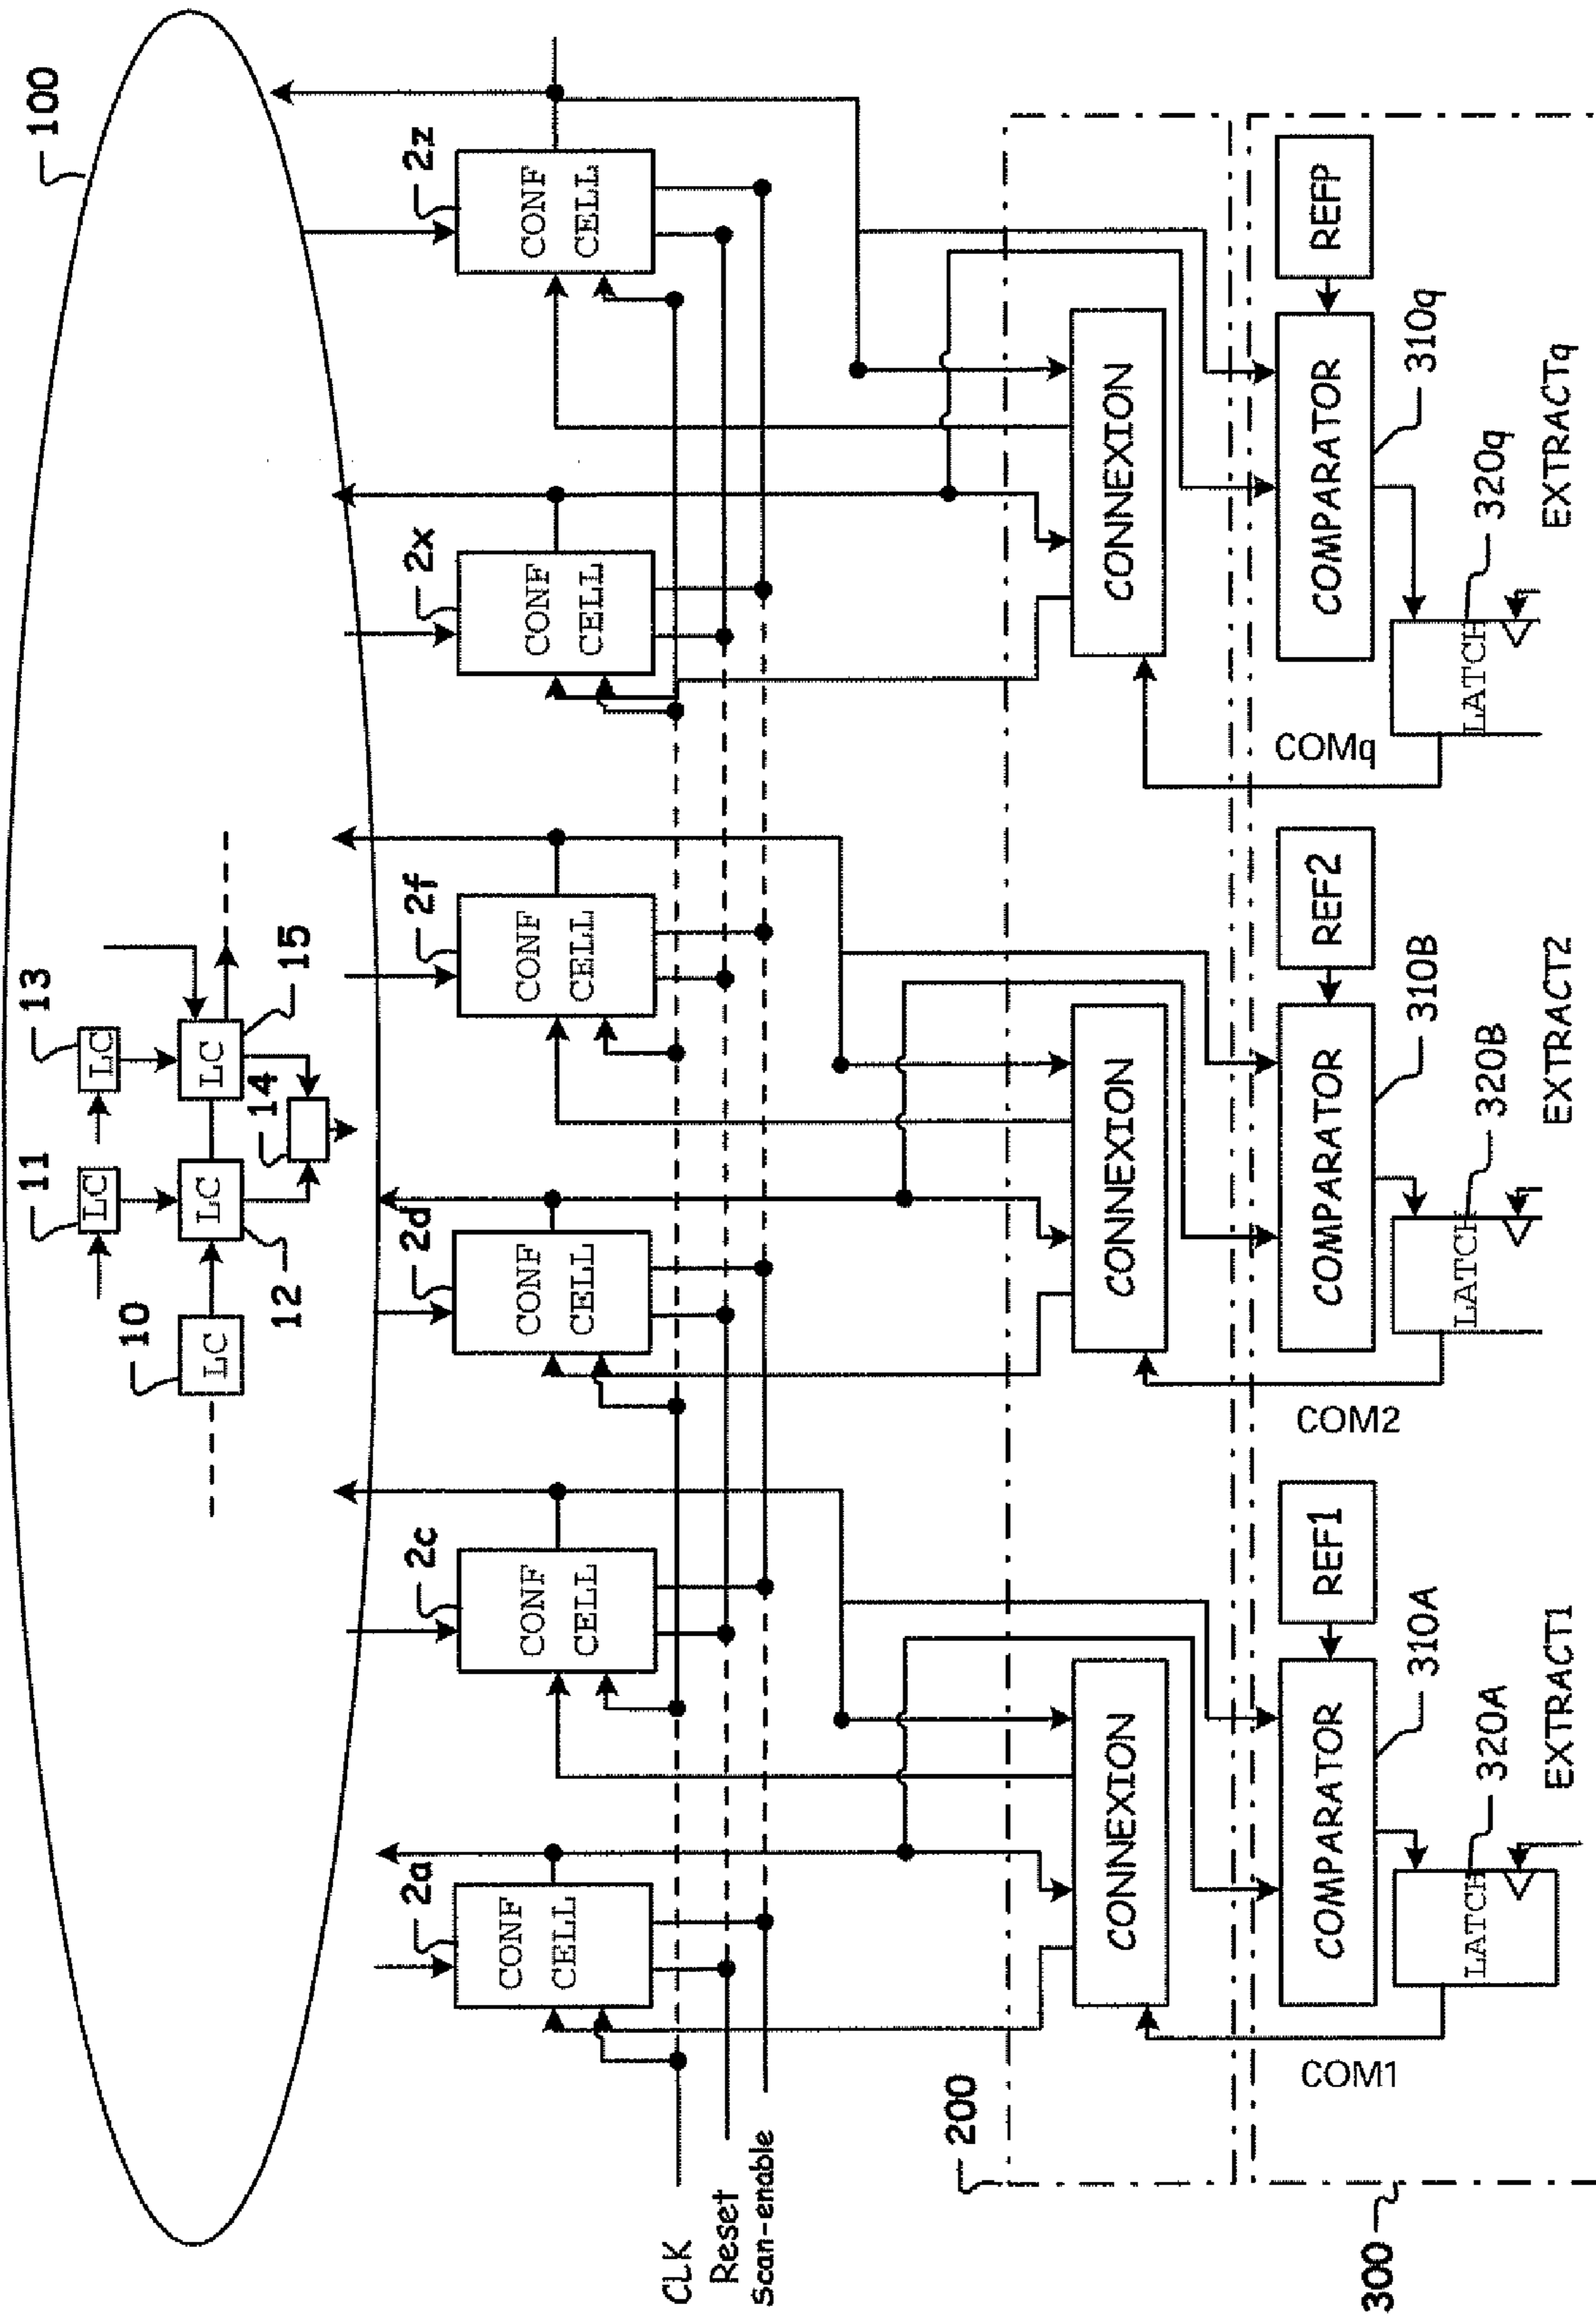 100
10
LC
11
LC
12
LC
13
LC
14
15
LC
2a
CONF
CELL
2c
CONF
CELL
2d
CONF
CELL
2f
CONF
CELL
2x
CONF
CELL
2z
CONF
CELL
CLK
Reset
Scan-enable
200
CONNEXION
CONNEXION
CONNEXION
300
COM1
COMPARATOR
REF1
310A
COM2
COMPARATOR
REF2
310B
COMq
COMPARATOR
REFP
310q
LATCH
320A
LATCH
320B
LATCH
320q
EXTRACT1
EXTRACT2
EXTRACTq